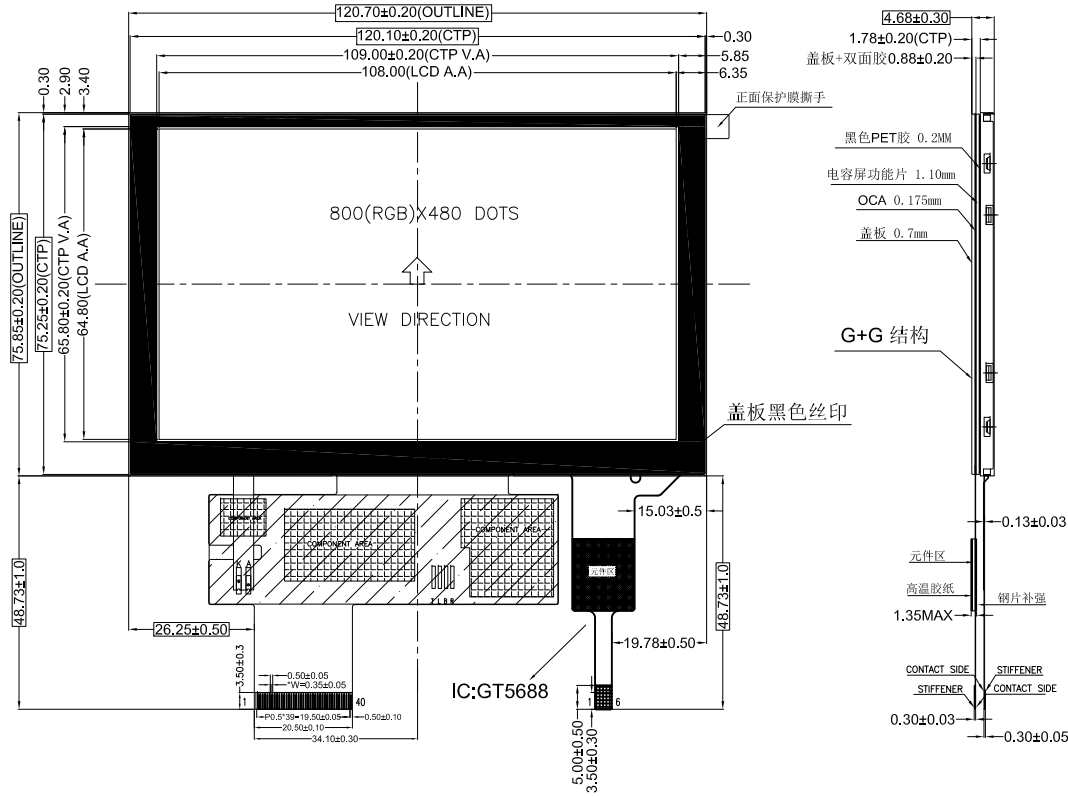 120.70±0.20(OUTLINE)
120.10±0.20(CTP)
0.30
109.00±0.20(CTP V.A)
5.85
108.00(LCD A.A)
6.35
0.30
2.90
3.40
正面保护膜撕手
75.85±0.20(OUTLINE)
75.25±0.20(CTP)
65.80±0.20(CTP V.A)
64.80(LCD A.A)
800(RGB)X480 DOTS
VIEW DIRECTION
盖板黑色丝印
4.68±0.30
1.78±0.20(CTP)
盖板+双面胶0.88±0.20
黑色PET胶 0.2MM
电容屏功能片 1.10mm
OCA 0.175mm
盖板 0.7mm
G+G 结构
48.73±1.0
COMPONENT AREA
COMPONENT AREA
COMPONENT AREA
K A
T L B R
元件区
15.03±0.5
48.73±1.0
26.25±0.50
19.78±0.50
3.50±0.3
0.50±0.05
*W=0.35±0.05
1
40
P0.5*39=19.50±0.05
0.50±0.10
20.50±0.10
34.10±0.30
IC:GT5688
1
6
5.00±0.50
3.50±0.30
0.13±0.03
元件区
高温胶纸
钢片补强
1.35MAX
CONTACT SIDE
STIFFENER
STIFFENER
CONTACT SIDE
0.30±0.03
0.30±0.05